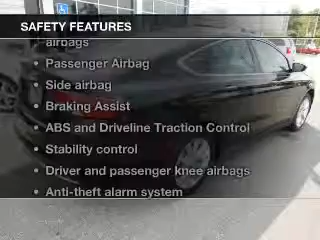 SAFETY FEATURES
airbags
• Passenger Airbag
• Side airbag
• Braking Assist
• ABS and Driveline Traction Control
• Stability control
• Driver and passenger knee airbags
• Anti-theft alarm system